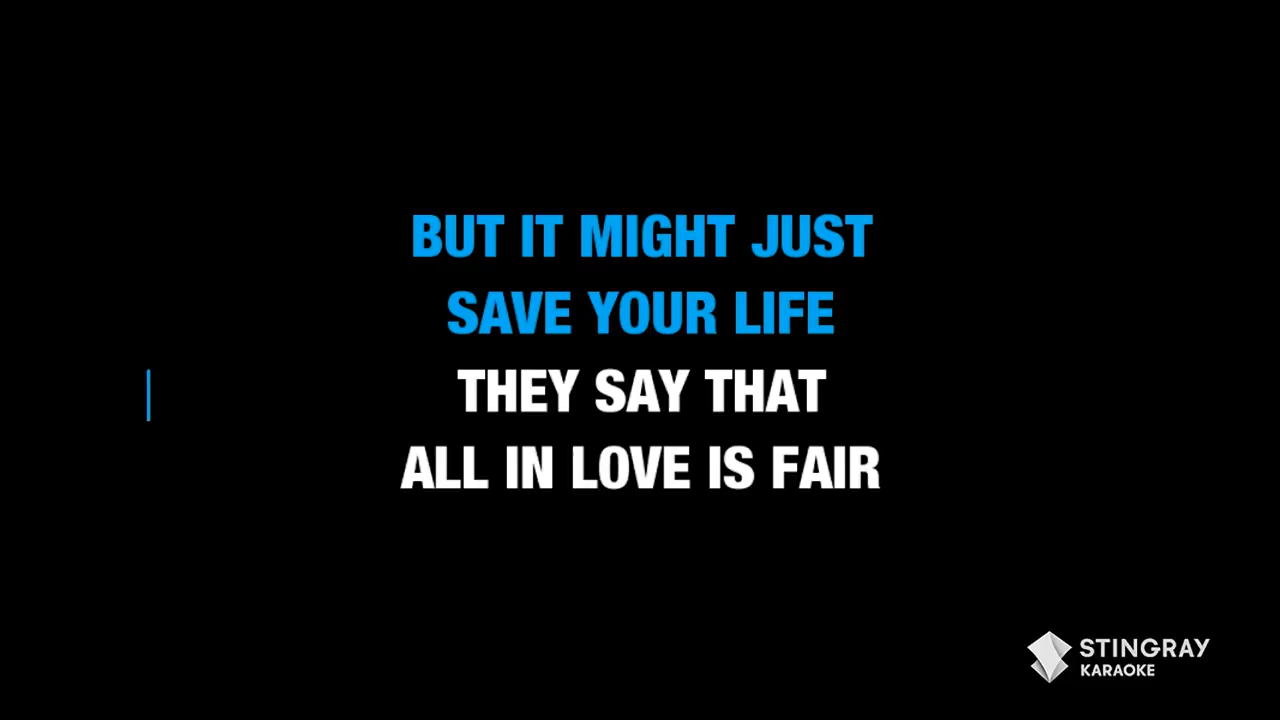 BUT IT MIGHT JUST
SAVE YOUR LIFE
THEY SAY THAT
ALL IN LOVE IS FAIR
STINGRAY
KARAOKE